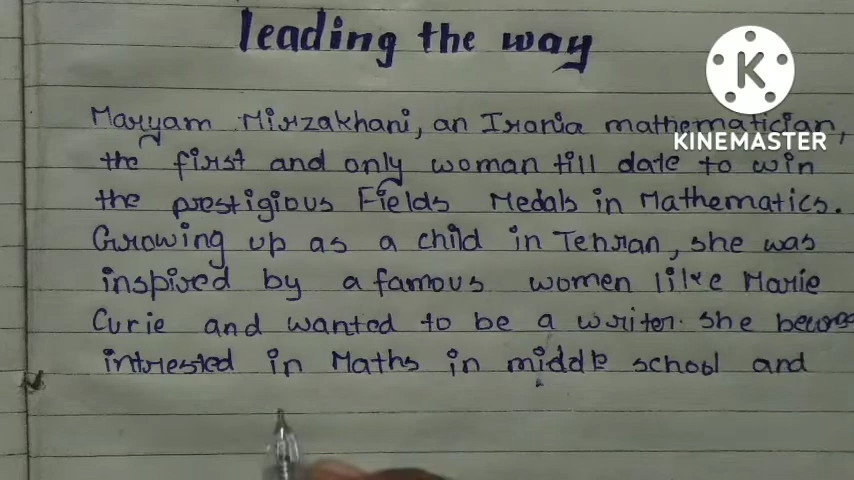 leading the way
Maryam Mirzakhani, an Irania mathematician,
the first and only woman till date to win
the prestigious Fields Medals in Mathematics.
Growing up as a child in Tehran, she was
inspired by a famous women like Marie
Curie and wanted to be a writer. She
intrested in Maths in middle school and
K
KINEMASTER